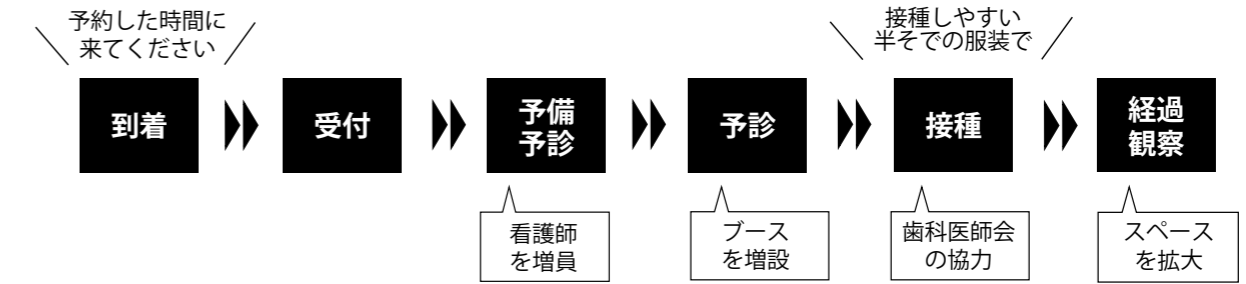 予約した時間に
来てください
接種しやすい
半そでの服装で
到着
受付
予備
予診
予診
接種
経過
観察
看護師
を増員
ブース
を増設
歯科医師会
の協力
スペース
を拡大